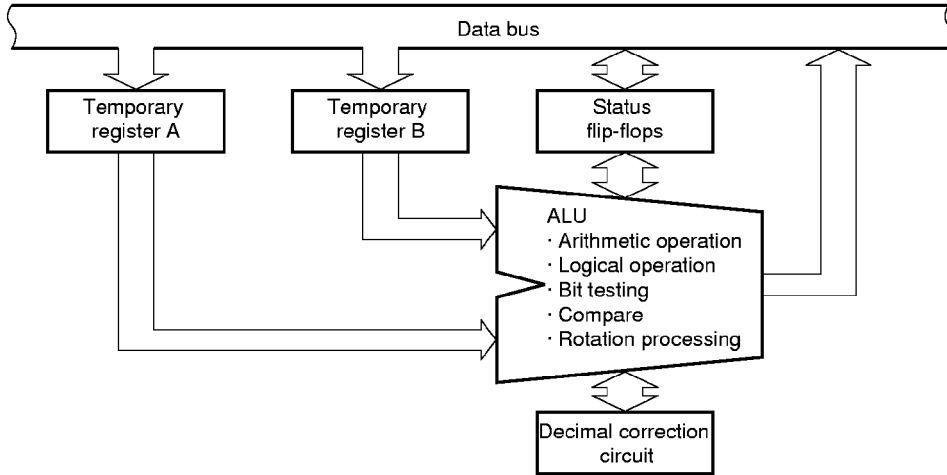 Data bus
Temporary
register A
Temporary
register B
Status
flip-flops
ALU
· Arithmetic operation
· Logical operation
· Bit testing
· Compare
· Rotation processing
Decimal correction
circuit